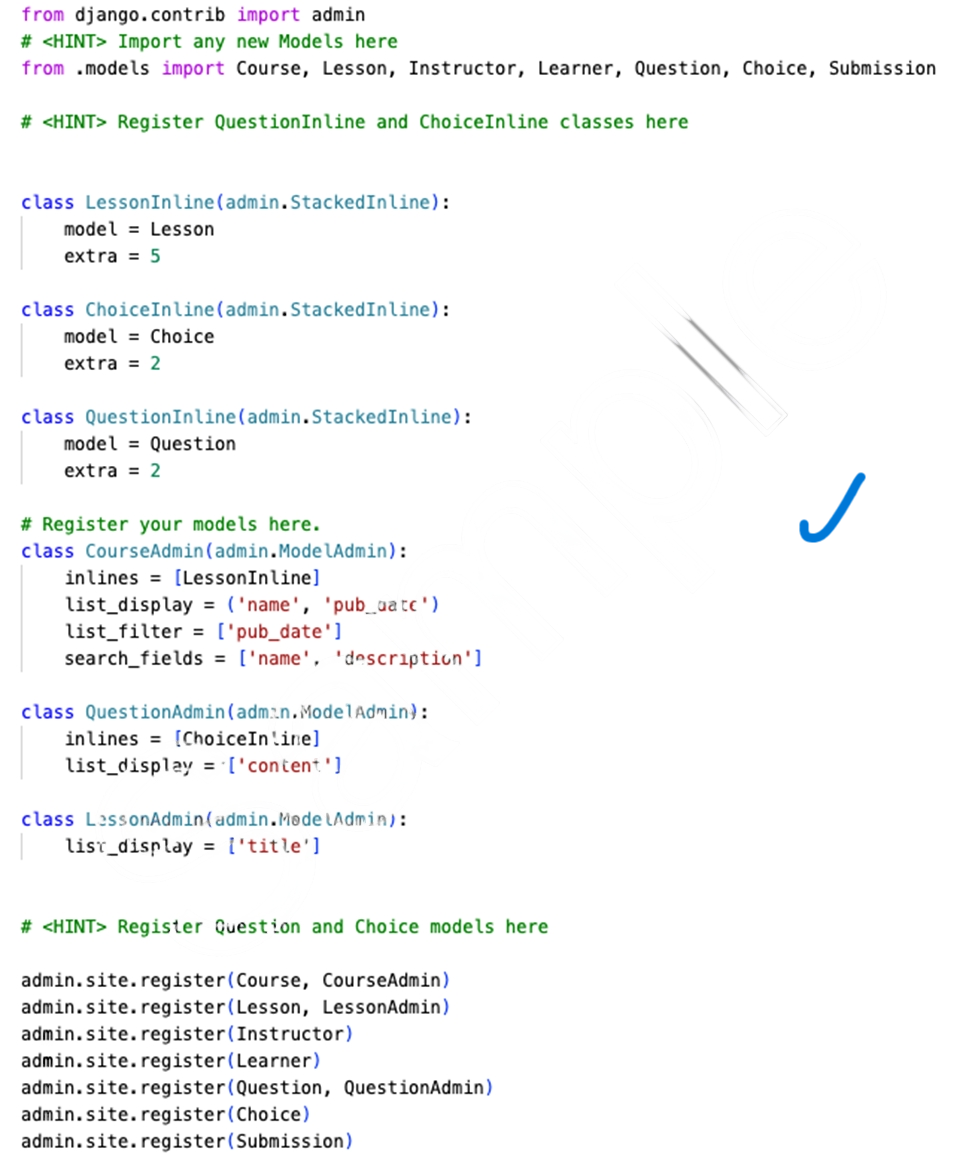 from django.contrib import admin
# <HINT> Import any new Models here
from .models import Course, Lesson, Instructor, Learner, Question, Choice, Submission
# <HINT> Register QuestionInline and ChoiceInline classes here
class LessonInline(admin.StackedInline):
    model = Lesson
    extra = 5
class ChoiceInline(admin.StackedInline):
    model = Choice
    extra = 2
class QuestionInline(admin.StackedInline):
    model = Question
    extra = 2
# Register your models here.
class CourseAdmin(admin.ModelAdmin):
    inlines = [LessonInline]
    list_display = ('name', 'pub_date')
    list_filter = ['pub_date']
    search_fields = ['name', 'description']
class QuestionAdmin(admin.ModelAdmin):
    inlines = [ChoiceInline]
    list_display = ['content']
class LessonAdmin(admin.ModelAdmin):
    list_display = ['title']
# <HINT> Register Question and Choice models here
admin.site.register(Course, CourseAdmin)
admin.site.register(Lesson, LessonAdmin)
admin.site.register(Instructor)
admin.site.register(Learner)
admin.site.register(Question, QuestionAdmin)
admin.site.register(Choice)
admin.site.register(Submission)